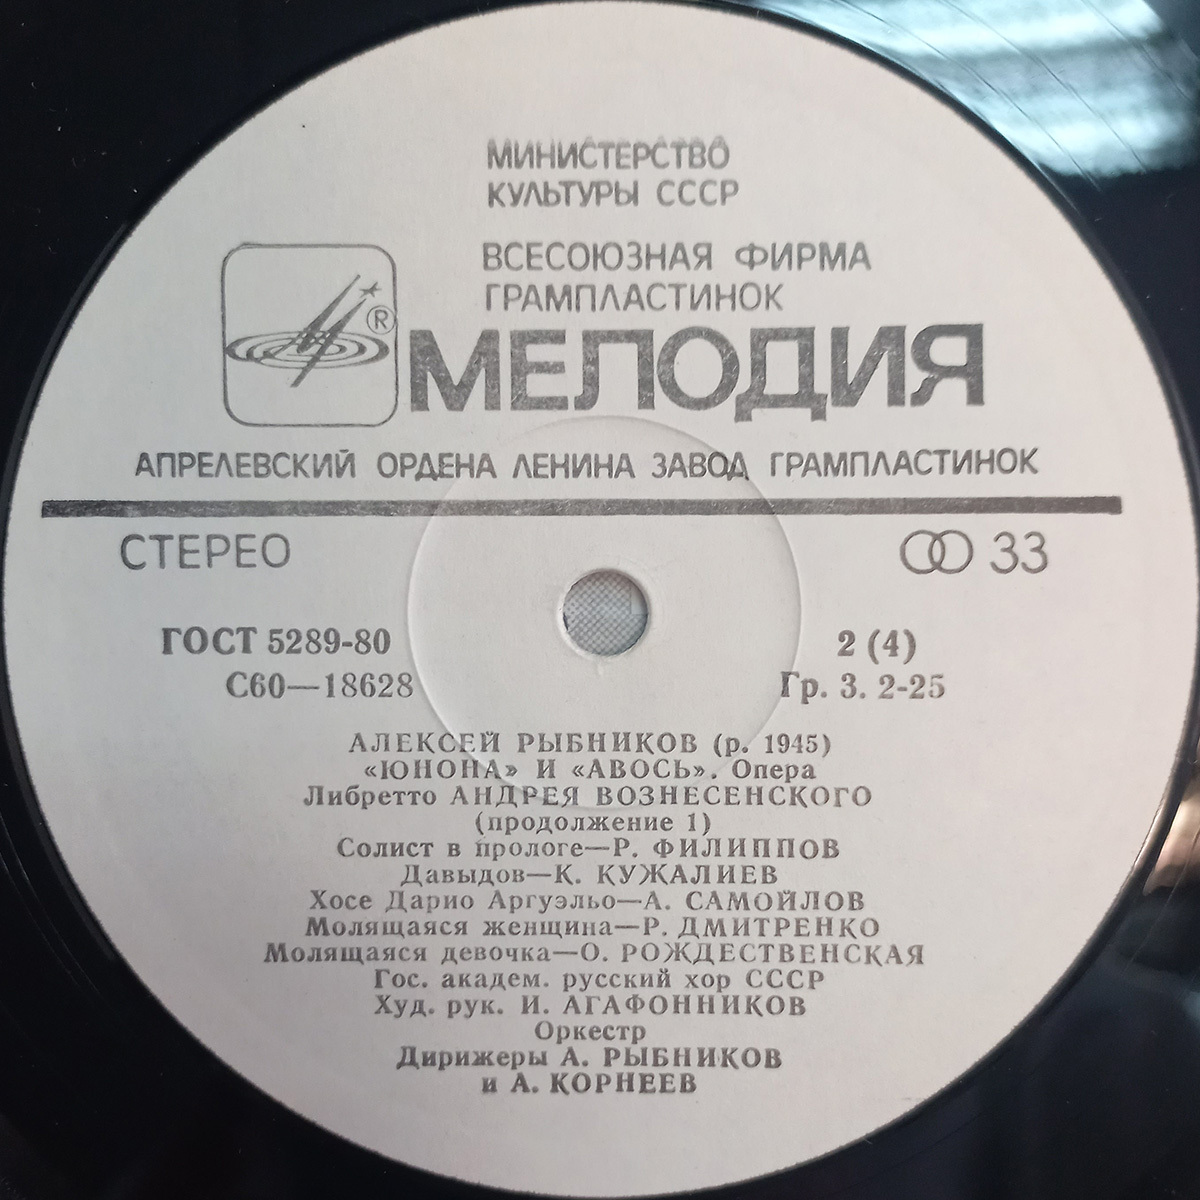 МИНИСТЕРСТВО
КУЛЬТУРЫ СССР
ВСЕСОЮЗНАЯ ФИРМА
ГРАМПЛАСТИНОК
®
МЕЛОДИЯ
АПРЕЛЕВСКИЙ ОРДЕНА ЛЕНИНА ЗАВОД ГРАМПЛАСТИНОК
СТЕРЕО 33
ГОСТ 5289-80 2 (4)
С60—18628 Гр. 3. 2-25
АЛЕКСЕЙ РЫБНИКОВ (р. 1945)
«ЮНОНА» И «АВОСЬ». Опера
Либретто АНДРЕЯ ВОЗНЕСЕНСКОГО
(продолжение 1)
Солист в прологе—Р. ФИЛИППОВ
Давыдов—К. КУЖАЛИЕВ
Хосе Дарио Аргуэльо—А. САМОЙЛОВ
Молящаяся женщина—Р. ДМИТРЕНКО
Молящаяся девочка—О. РОЖДЕСТВЕНСКАЯ
Гос. академ. русский хор СССР
Худ. рук. И. АГАФОННИКОВ
Оркестр
Дирижеры А. РЫБНИКОВ
и А. КОРНЕЕВ